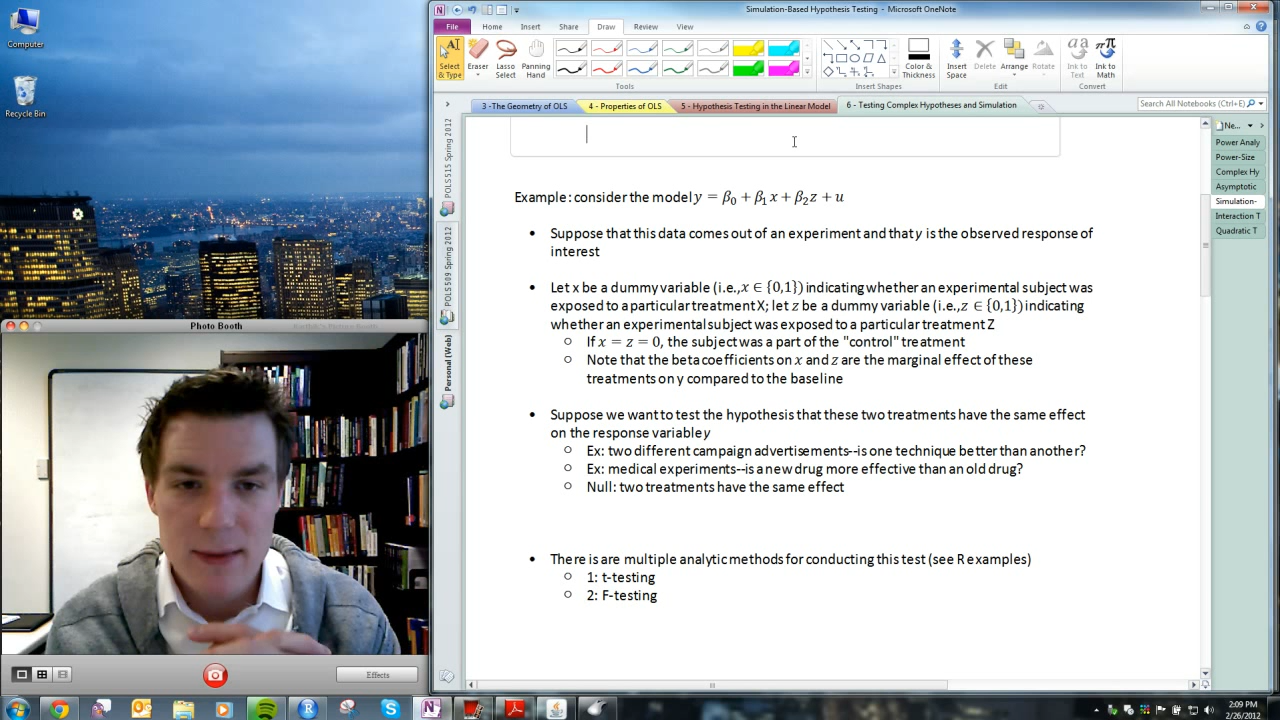 Computer
Recycle Bin
Photo Booth
Effects
Simulation-Based Hypothesis Testing - Microsoft OneNote
File Home Insert Share Draw Review View
Select & Type
Eraser
Lasso Select
Panning Hand
Color & Thickness
Insert Space
Delete
Arrange
Rotate
Ink to Text
Ink to Math
Tools
Insert Shapes
Edit
Convert
3 -The Geometry of OLS
4 - Properties of OLS
5 - Hypothesis Testing in the Linear Model
6 - Testing Complex Hypotheses and Simulation
Search All Notebooks (Ctrl+E)
POLS 515 Spring 2012
POLS 509 Spring 2012
Personal (Web)
Ne...
Power Analy
Power-Size
Complex Hy
Asymptotic
Simulation-
Interaction T
Quadratic T
Example: consider the model y = β₀ + β₁x + β₂z + u
• Suppose that this data comes out of an experiment and that y is the observed response of
interest
• Let x be a dummy variable (i.e., x ∈ {0,1}) indicating whether an experimental subject was
exposed to a particular treatment X; let z be a dummy variable (i.e., z ∈ {0,1}) indicating
whether an experimental subject was exposed to a particular treatment Z
○ If x = z = 0, the subject was a part of the "control" treatment
○ Note that the beta coefficients on x and z are the marginal effect of these
treatments on y compared to the baseline
• Suppose we want to test the hypothesis that these two treatments have the same effect
on the response variable y
○ Ex: two different campaign advertisements--is one technique better than another?
○ Ex: medical experiments--is a new drug more effective than an old drug?
○ Null: two treatments have the same effect
• There is are multiple analytic methods for conducting this test (see R examples)
○ 1: t-testing
○ 2: F-testing
2:09 PM
2/26/2012